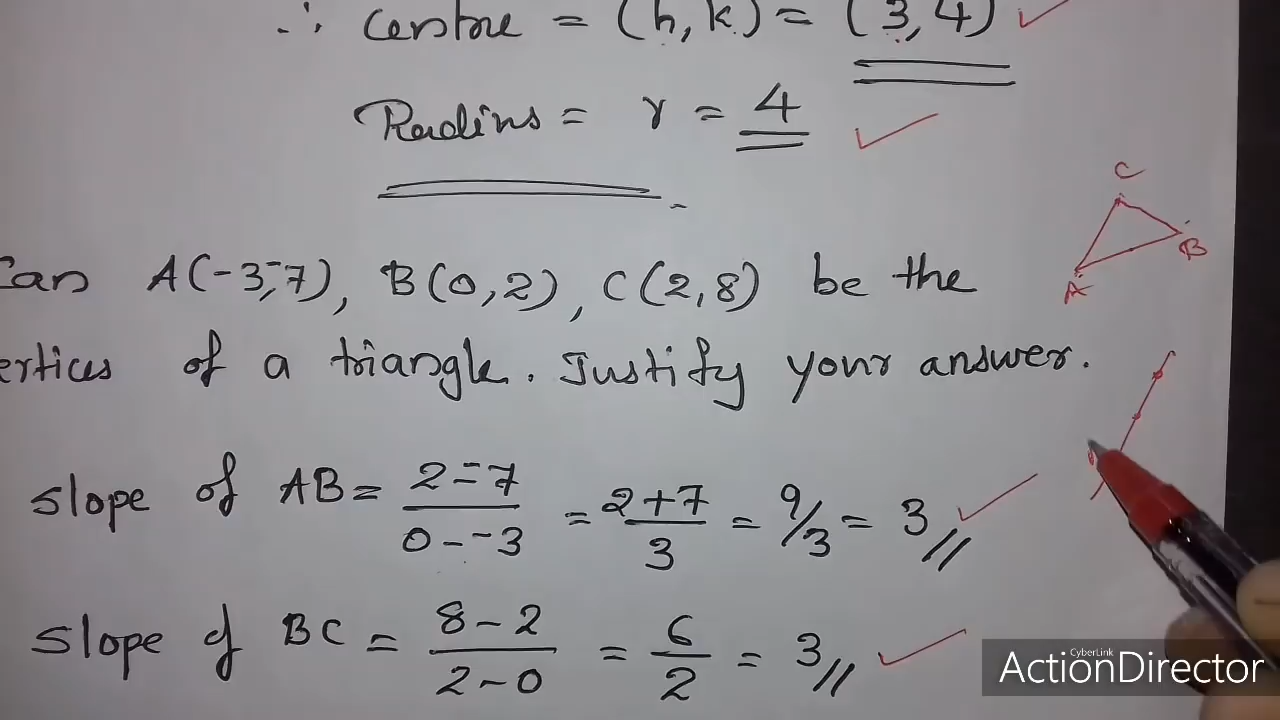 ∴ Centre = (h, k) = (3, 4)
Radius = r = 4
Can A(-3,-7), B(0,2), C(2,8) be the
ertices of a triangle. Justify your answer.
C
B
A
Slope of AB = 2--7/0--3 = 2+7/3 = 9/3 = 3 //
Slope of BC = 8-2/2-0 = 6/2 = 3 //
CyberLink
ActionDirector